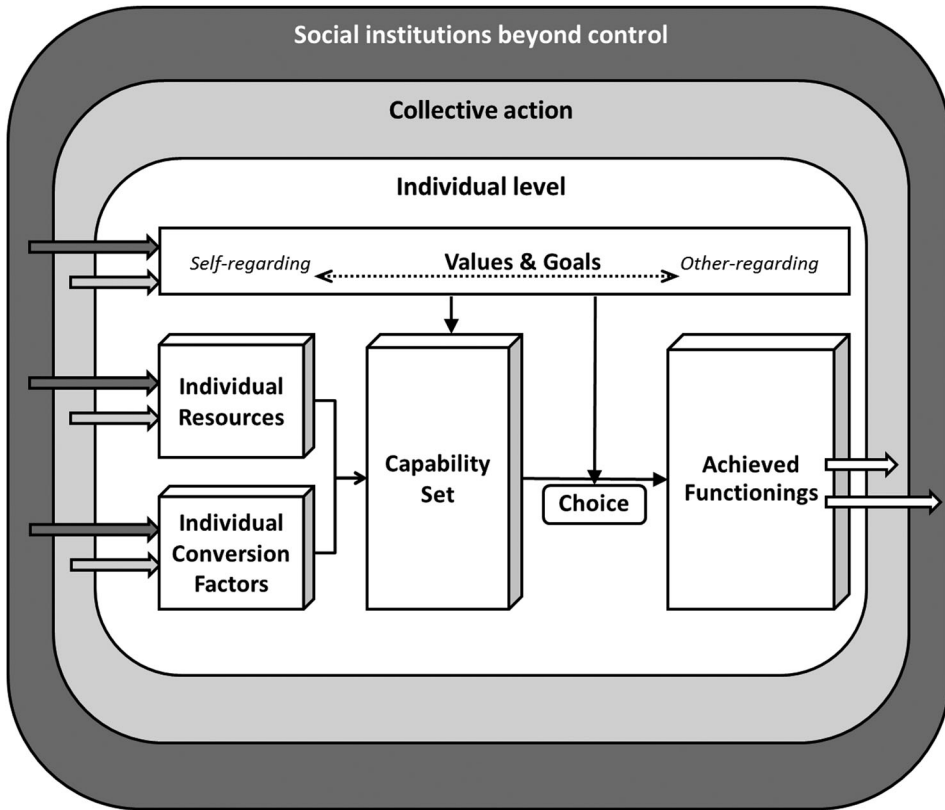 Social institutions beyond control
Collective action
Individual level
Self-regarding
Values & Goals
Other-regarding
Individual
Resources
Individual
Conversion
Factors
Capability
Set
Choice
Achieved
Functionings